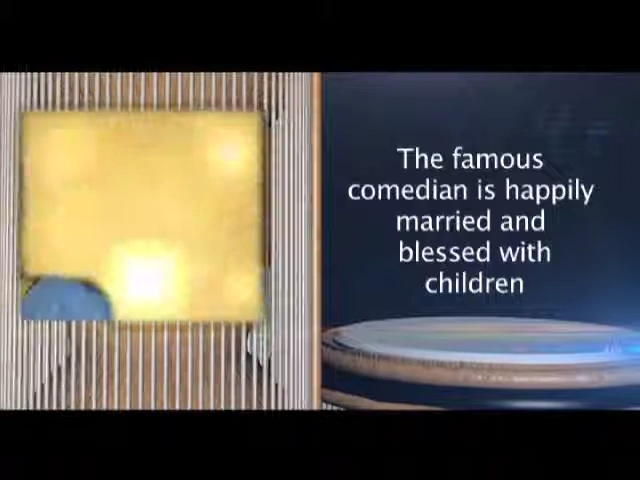 The famous
comedian is happily
married and
blessed with
children